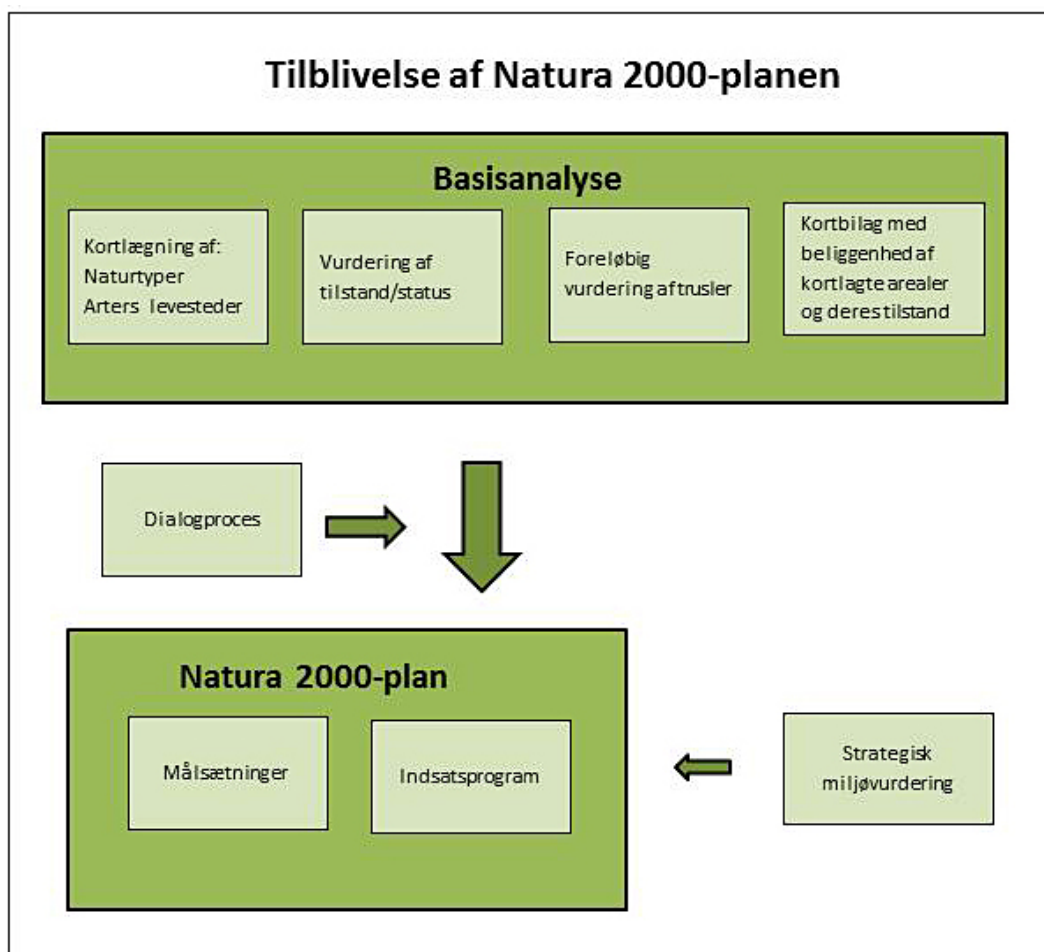 Tilblivelse af Natura 2000-planen
Basisanalyse
Kortlægning af:
Naturtyper
Arters levesteder
Vurdering af
tilstand/status
Foreløbig
vurdering af trusler
Kortbilag med
beliggenhed af
kortlagte arealer
og deres tilstand
Dialogproces
Natura 2000-plan
Målsætninger
Indsatsprogram
Strategisk
miljøvurdering